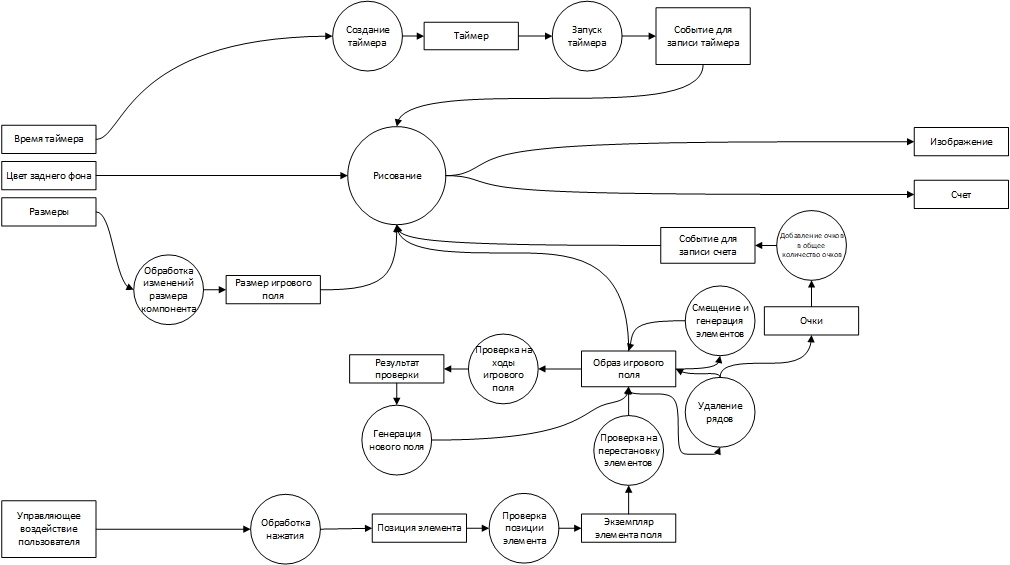 Создание
таймера
Таймер
Запуск
таймера
Событие для
записи таймера
Время таймера
Цвет заднего фона
Размеры
Рисование
Изображение
Счет
Обработка
изменений
размера
компонента
Размер игрового
поля
Событие для
записи счета
Добавление очков
в общее
количество очков
Смещение и
генерация
элементов
Очки
Результат
проверки
Проверка на
ходы
игрового
поля
Образ игрового
поля
Удаление
рядов
Генерация
нового поля
Проверка на
перестановку
элементов
Управляющее
воздействие
пользователя
Обработка
нажатия
Позиция элемента
Проверка
позиции
элемента
Экземпляр
элемента поля